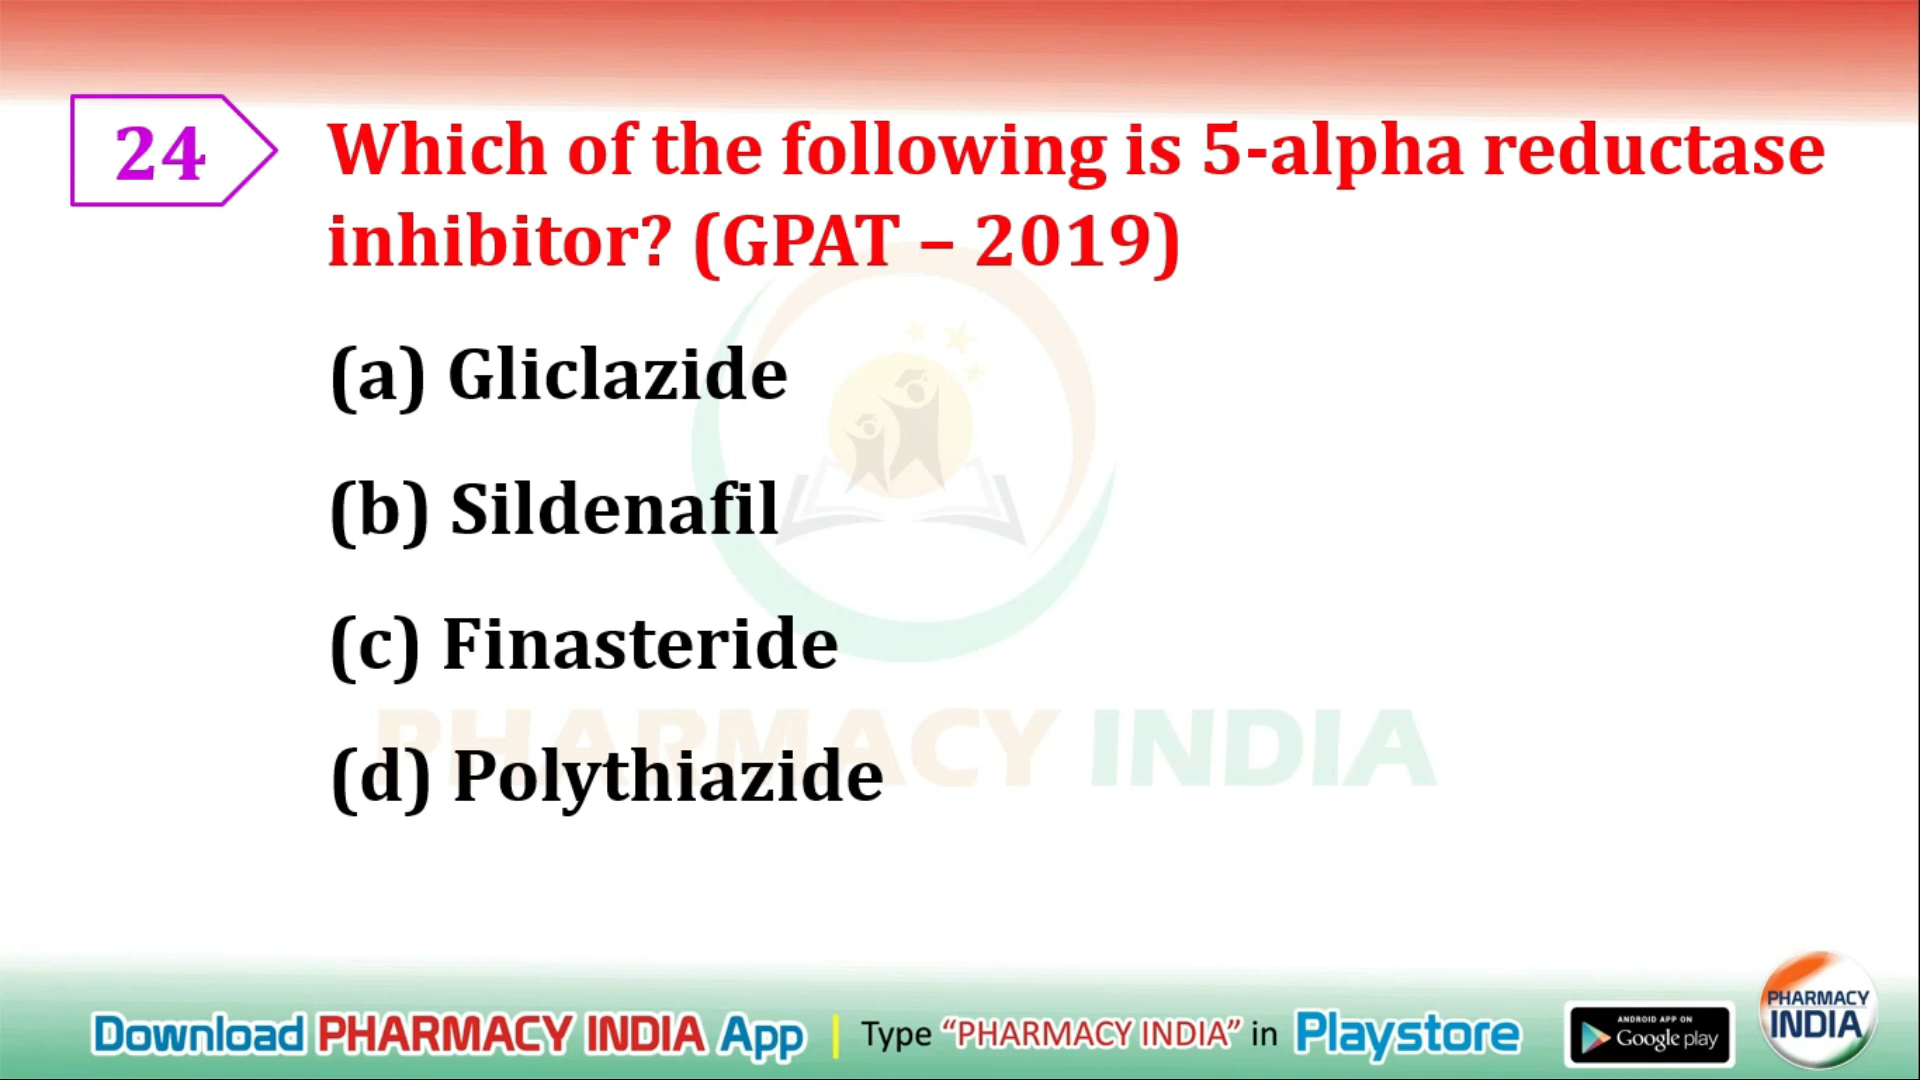 24
Which of the following is 5-alpha reductase
inhibitor? (GPAT – 2019)
(a) Gliclazide
(b) Sildenafil
(c) Finasteride
PHARMACY INDIA
(d) Polythiazide
Download PHARMACY INDIA App | Type “PHARMACY INDIA” in Playstore
ANDROID APP ON
Google play
PHARMACY
INDIA